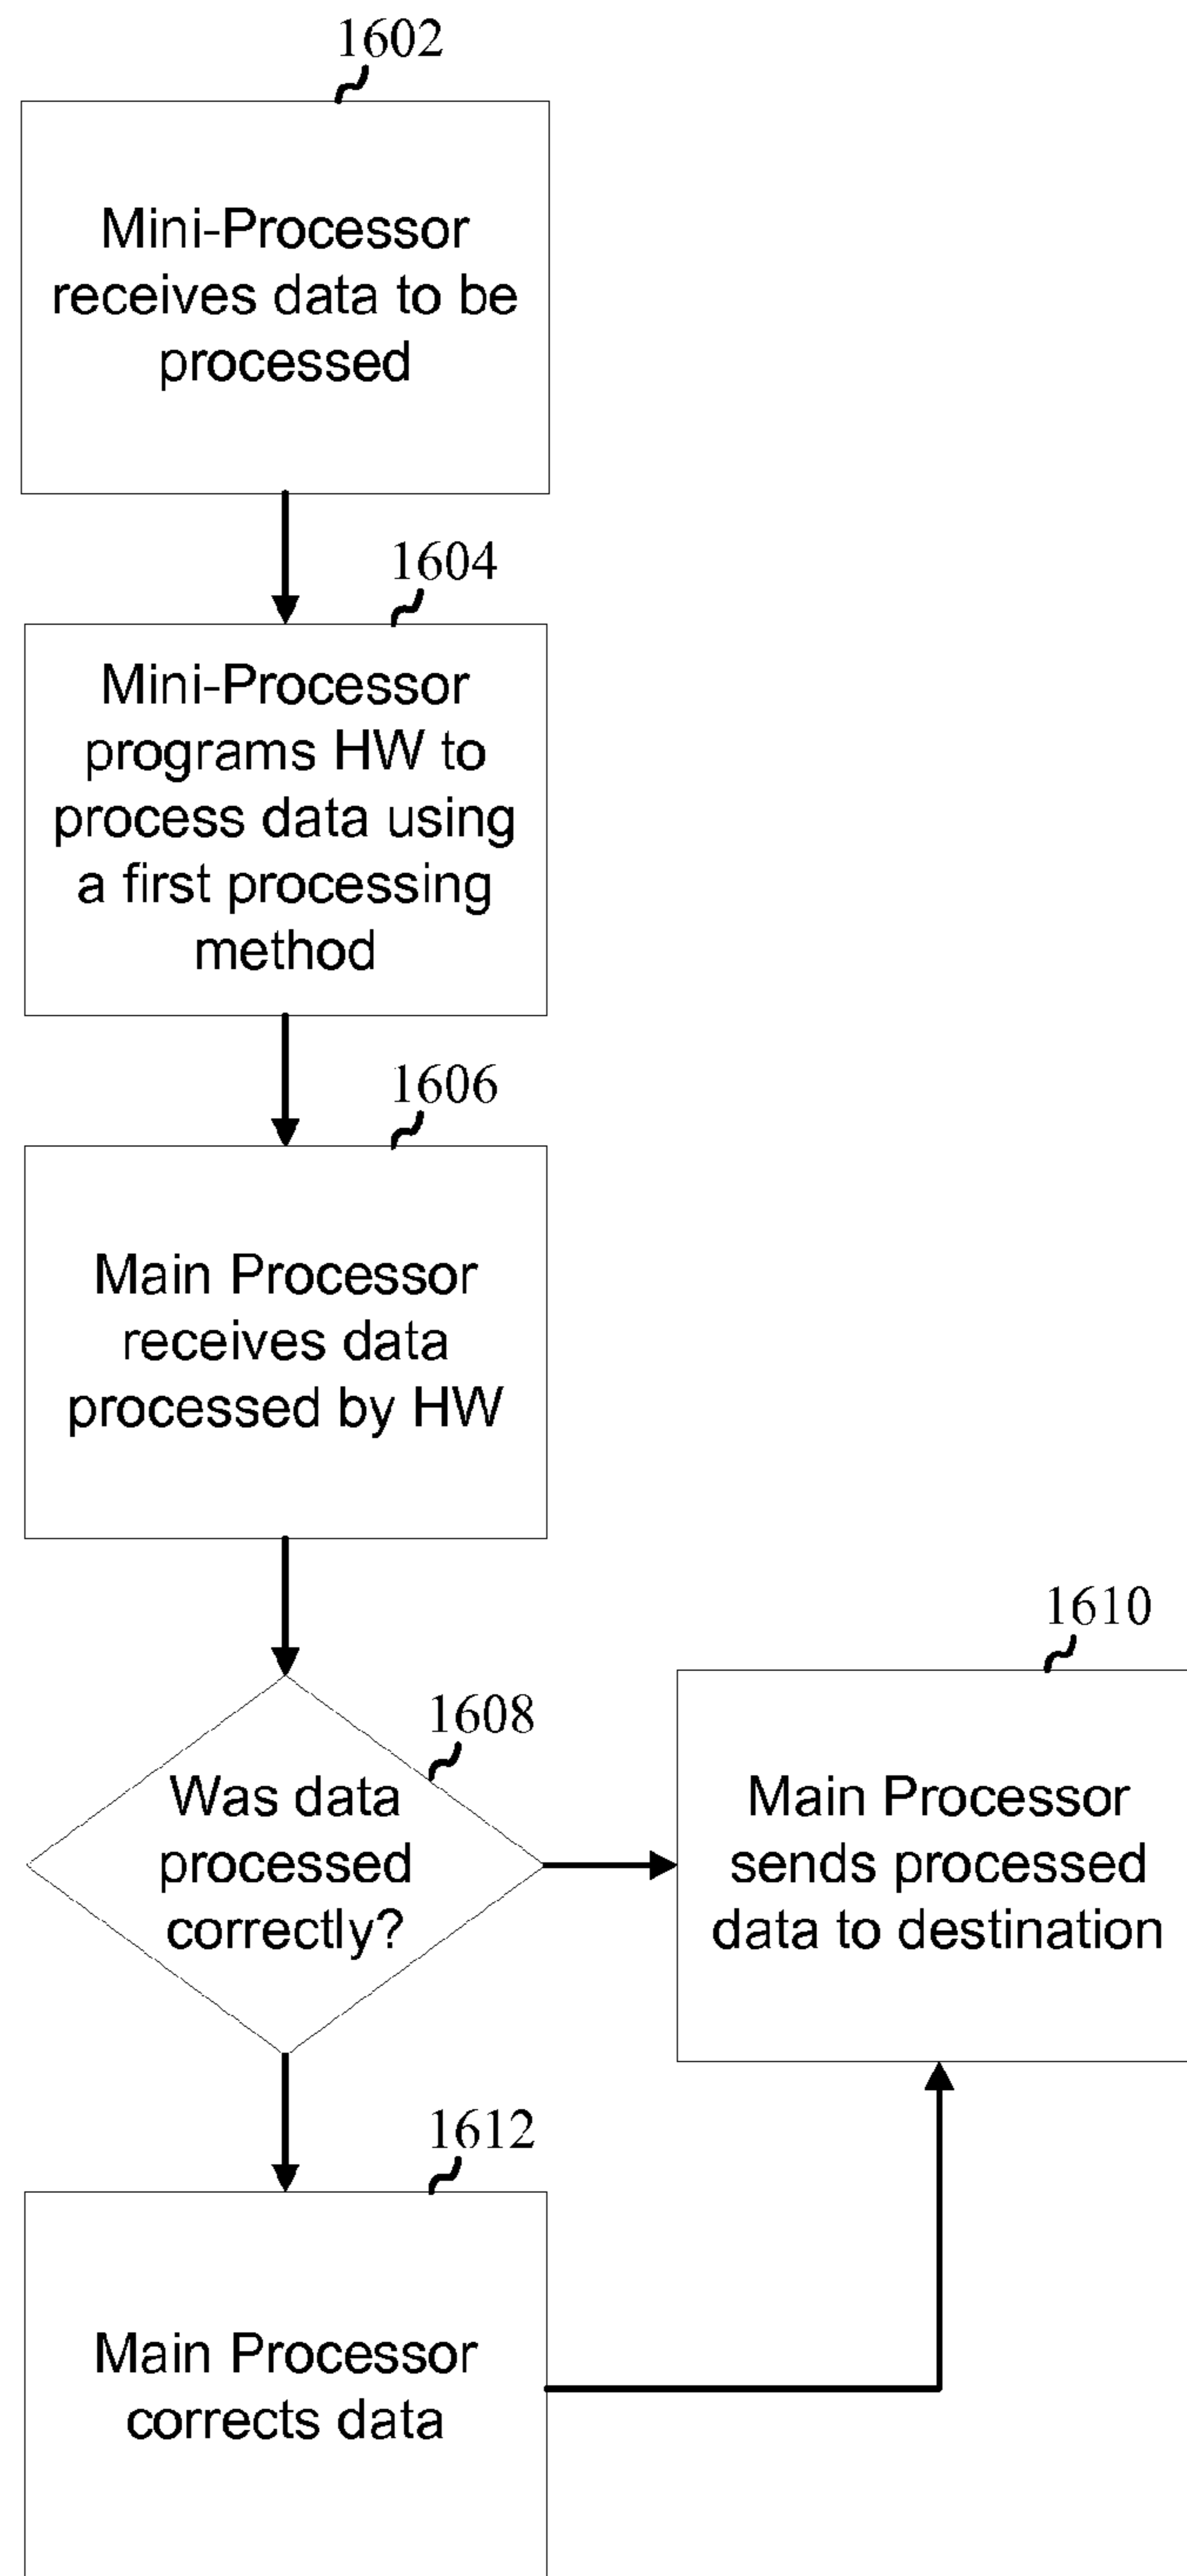 1602
Mini-Processor
receives data to be
processed
1604
Mini-Processor
programs HW to
process data using
a first processing
method
1606
Main Processor
receives data
processed by HW
1608
Was data
processed
correctly?
1610
Main Processor
sends processed
data to destination
1612
Main Processor
corrects data